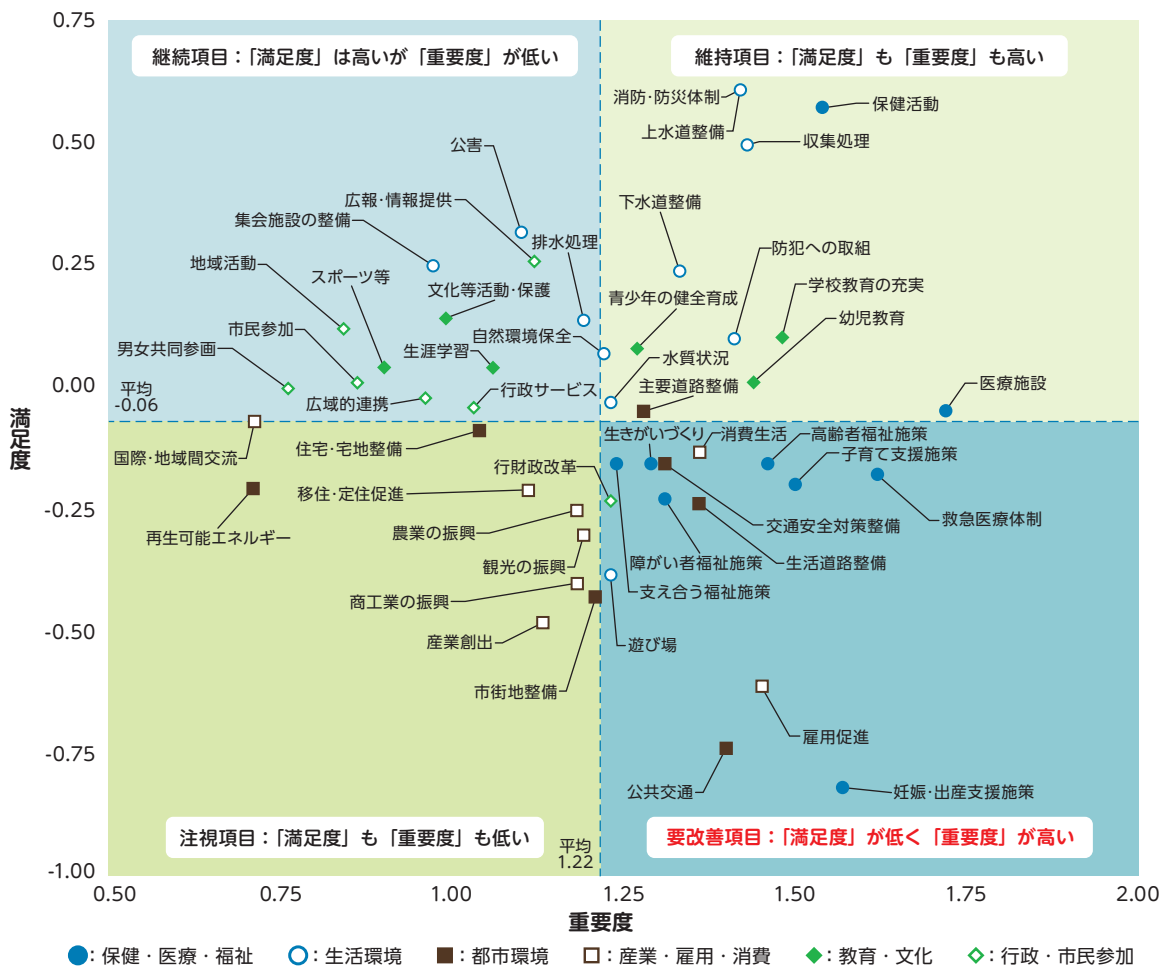 0.75
0.50
0.25
0.00
-0.25
-0.50
-0.75
-1.00
満足度
平均
-0.06
継続項目：「満足度」は高いが「重要度」が低い
維持項目：「満足度」も「重要度」も高い
消防・防災体制
保健活動
上水道整備
収集処理
公害
広報・情報提供
下水道整備
集会施設の整備
排水処理
防犯への取組
地域活動
スポーツ等
文化等活動・保護
青少年の健全育成
学校教育の充実
市民参加
自然環境保全
幼児教育
男女共同参画
生涯学習
水質状況
広域的連携
行政サービス
主要道路整備
医療施設
国際・地域間交流
住宅・宅地整備
生きがいづくり
消費生活
高齢者福祉施策
行財政改革
子育て支援施策
移住・定住促進
再生可能エネルギー
農業の振興
交通安全対策整備
救急医療体制
観光の振興
障がい者福祉施策
生活道路整備
商工業の振興
支え合う福祉施策
産業創出
遊び場
市街地整備
雇用促進
公共交通
妊娠・出産支援施策
注視項目：「満足度」も「重要度」も低い
要改善項目：「満足度」が低く「重要度」が高い
平均
1.22
0.50
0.75
1.00
1.25
1.50
1.75
2.00
重要度
：保健・医療・福祉
：生活環境
：都市環境
：産業・雇用・消費
：教育・文化
：行政・市民参加